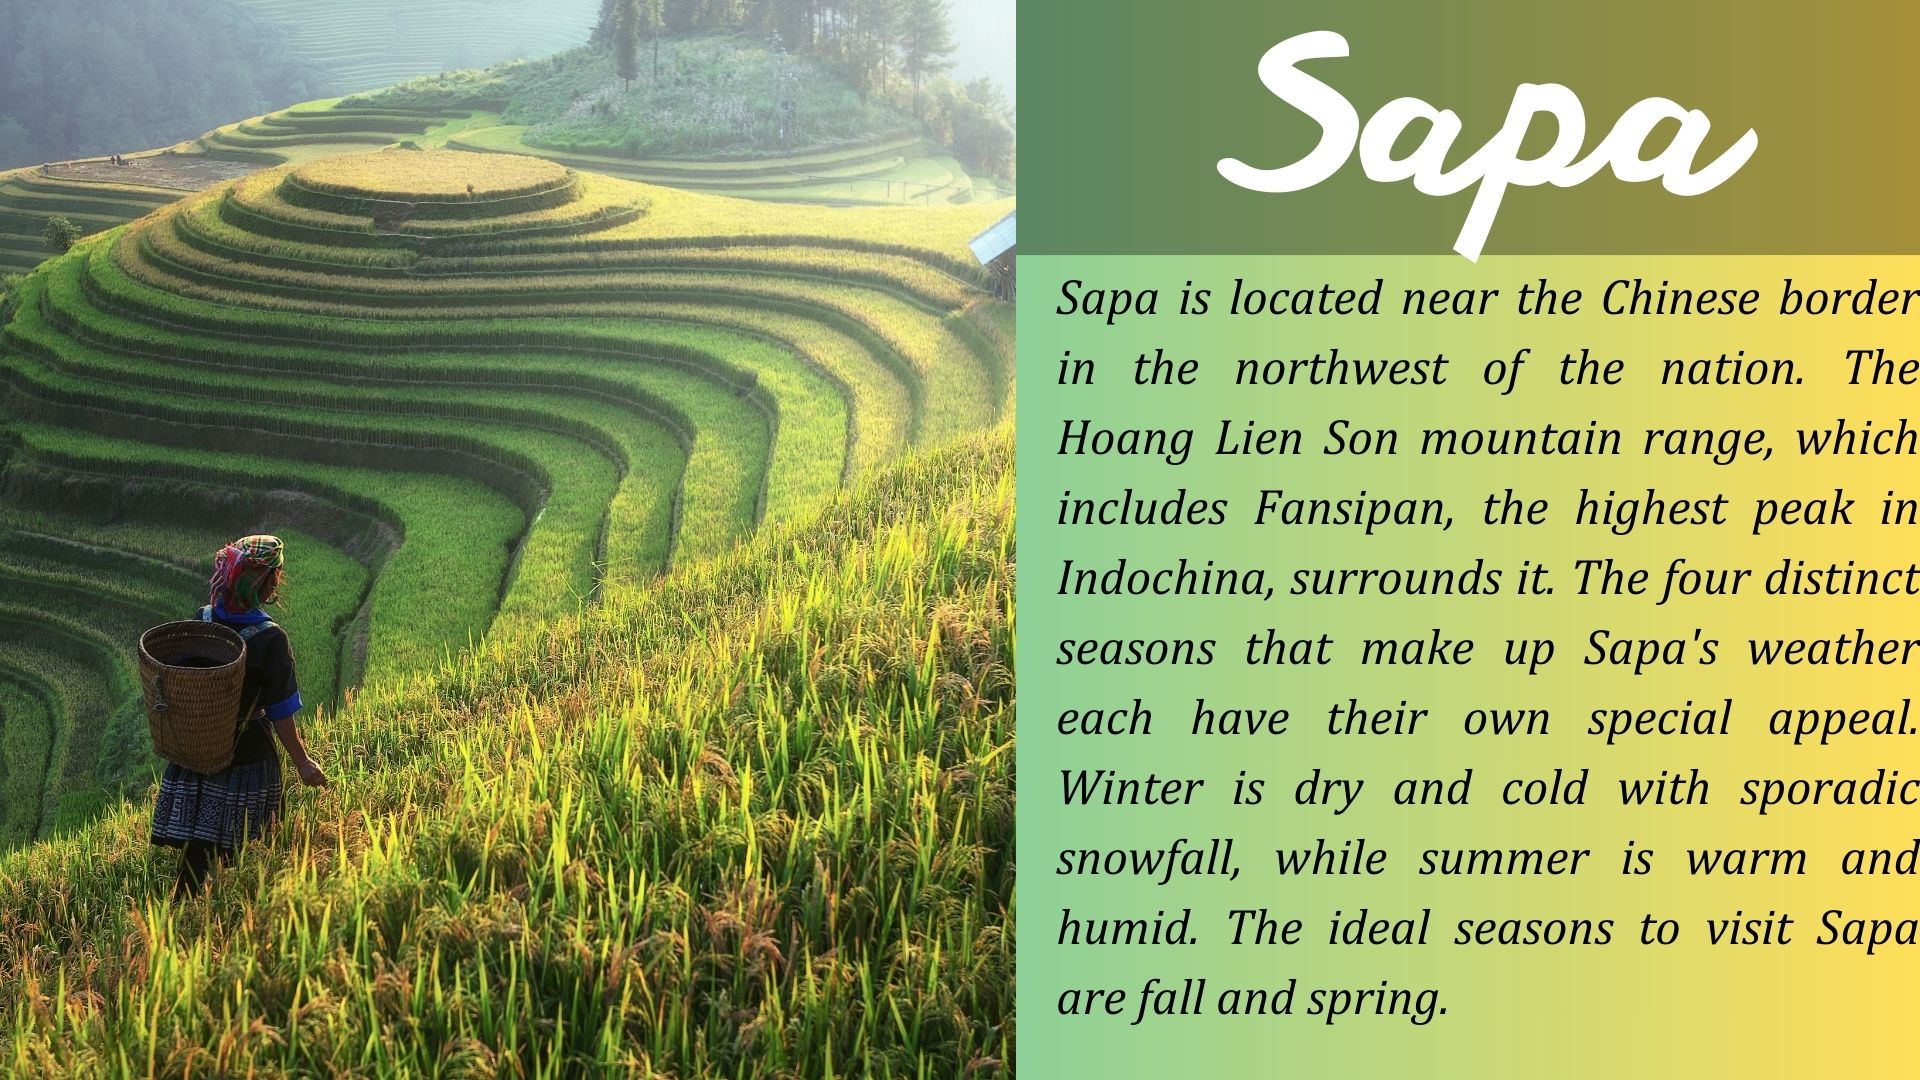 Sapa
Sapa is located near the Chinese border
in the northwest of the nation. The
Hoang Lien Son mountain range, which
includes Fansipan, the highest peak in
Indochina, surrounds it. The four distinct
seasons that make up Sapa's weather
each have their own special appeal.
Winter is dry and cold with sporadic
snowfall, while summer is warm and
humid. The ideal seasons to visit Sapa
are fall and spring.